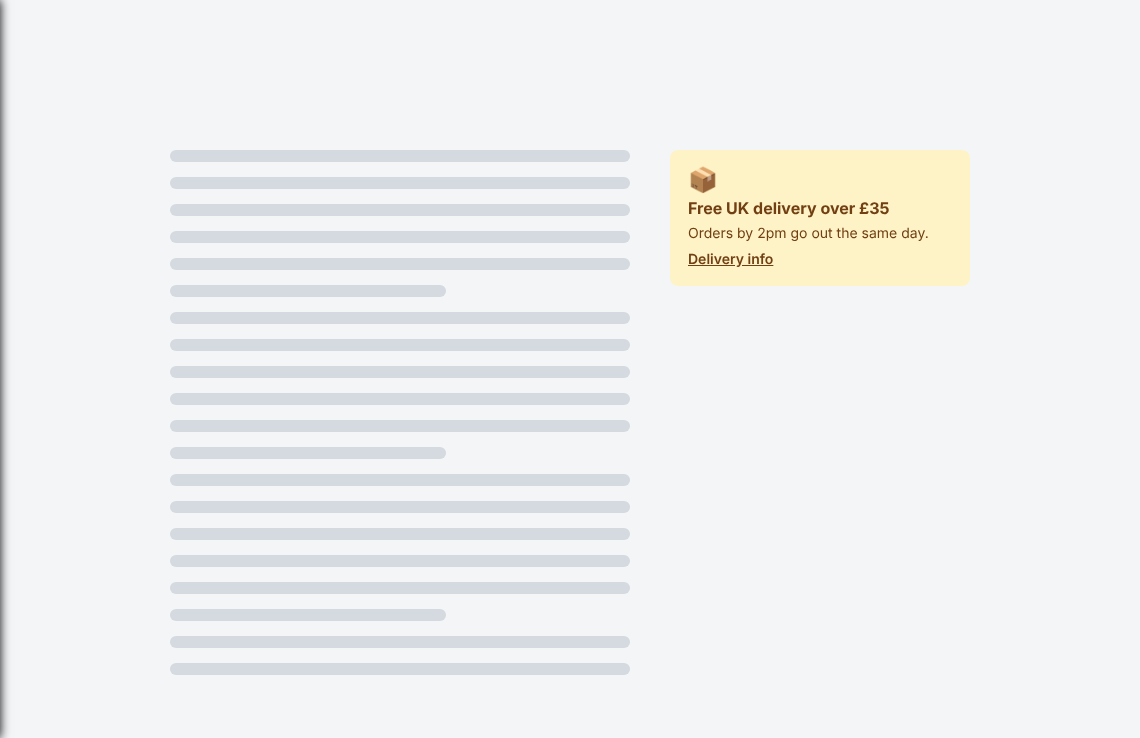 Free UK delivery over £35
Orders by 2pm go out the same day.
Delivery info